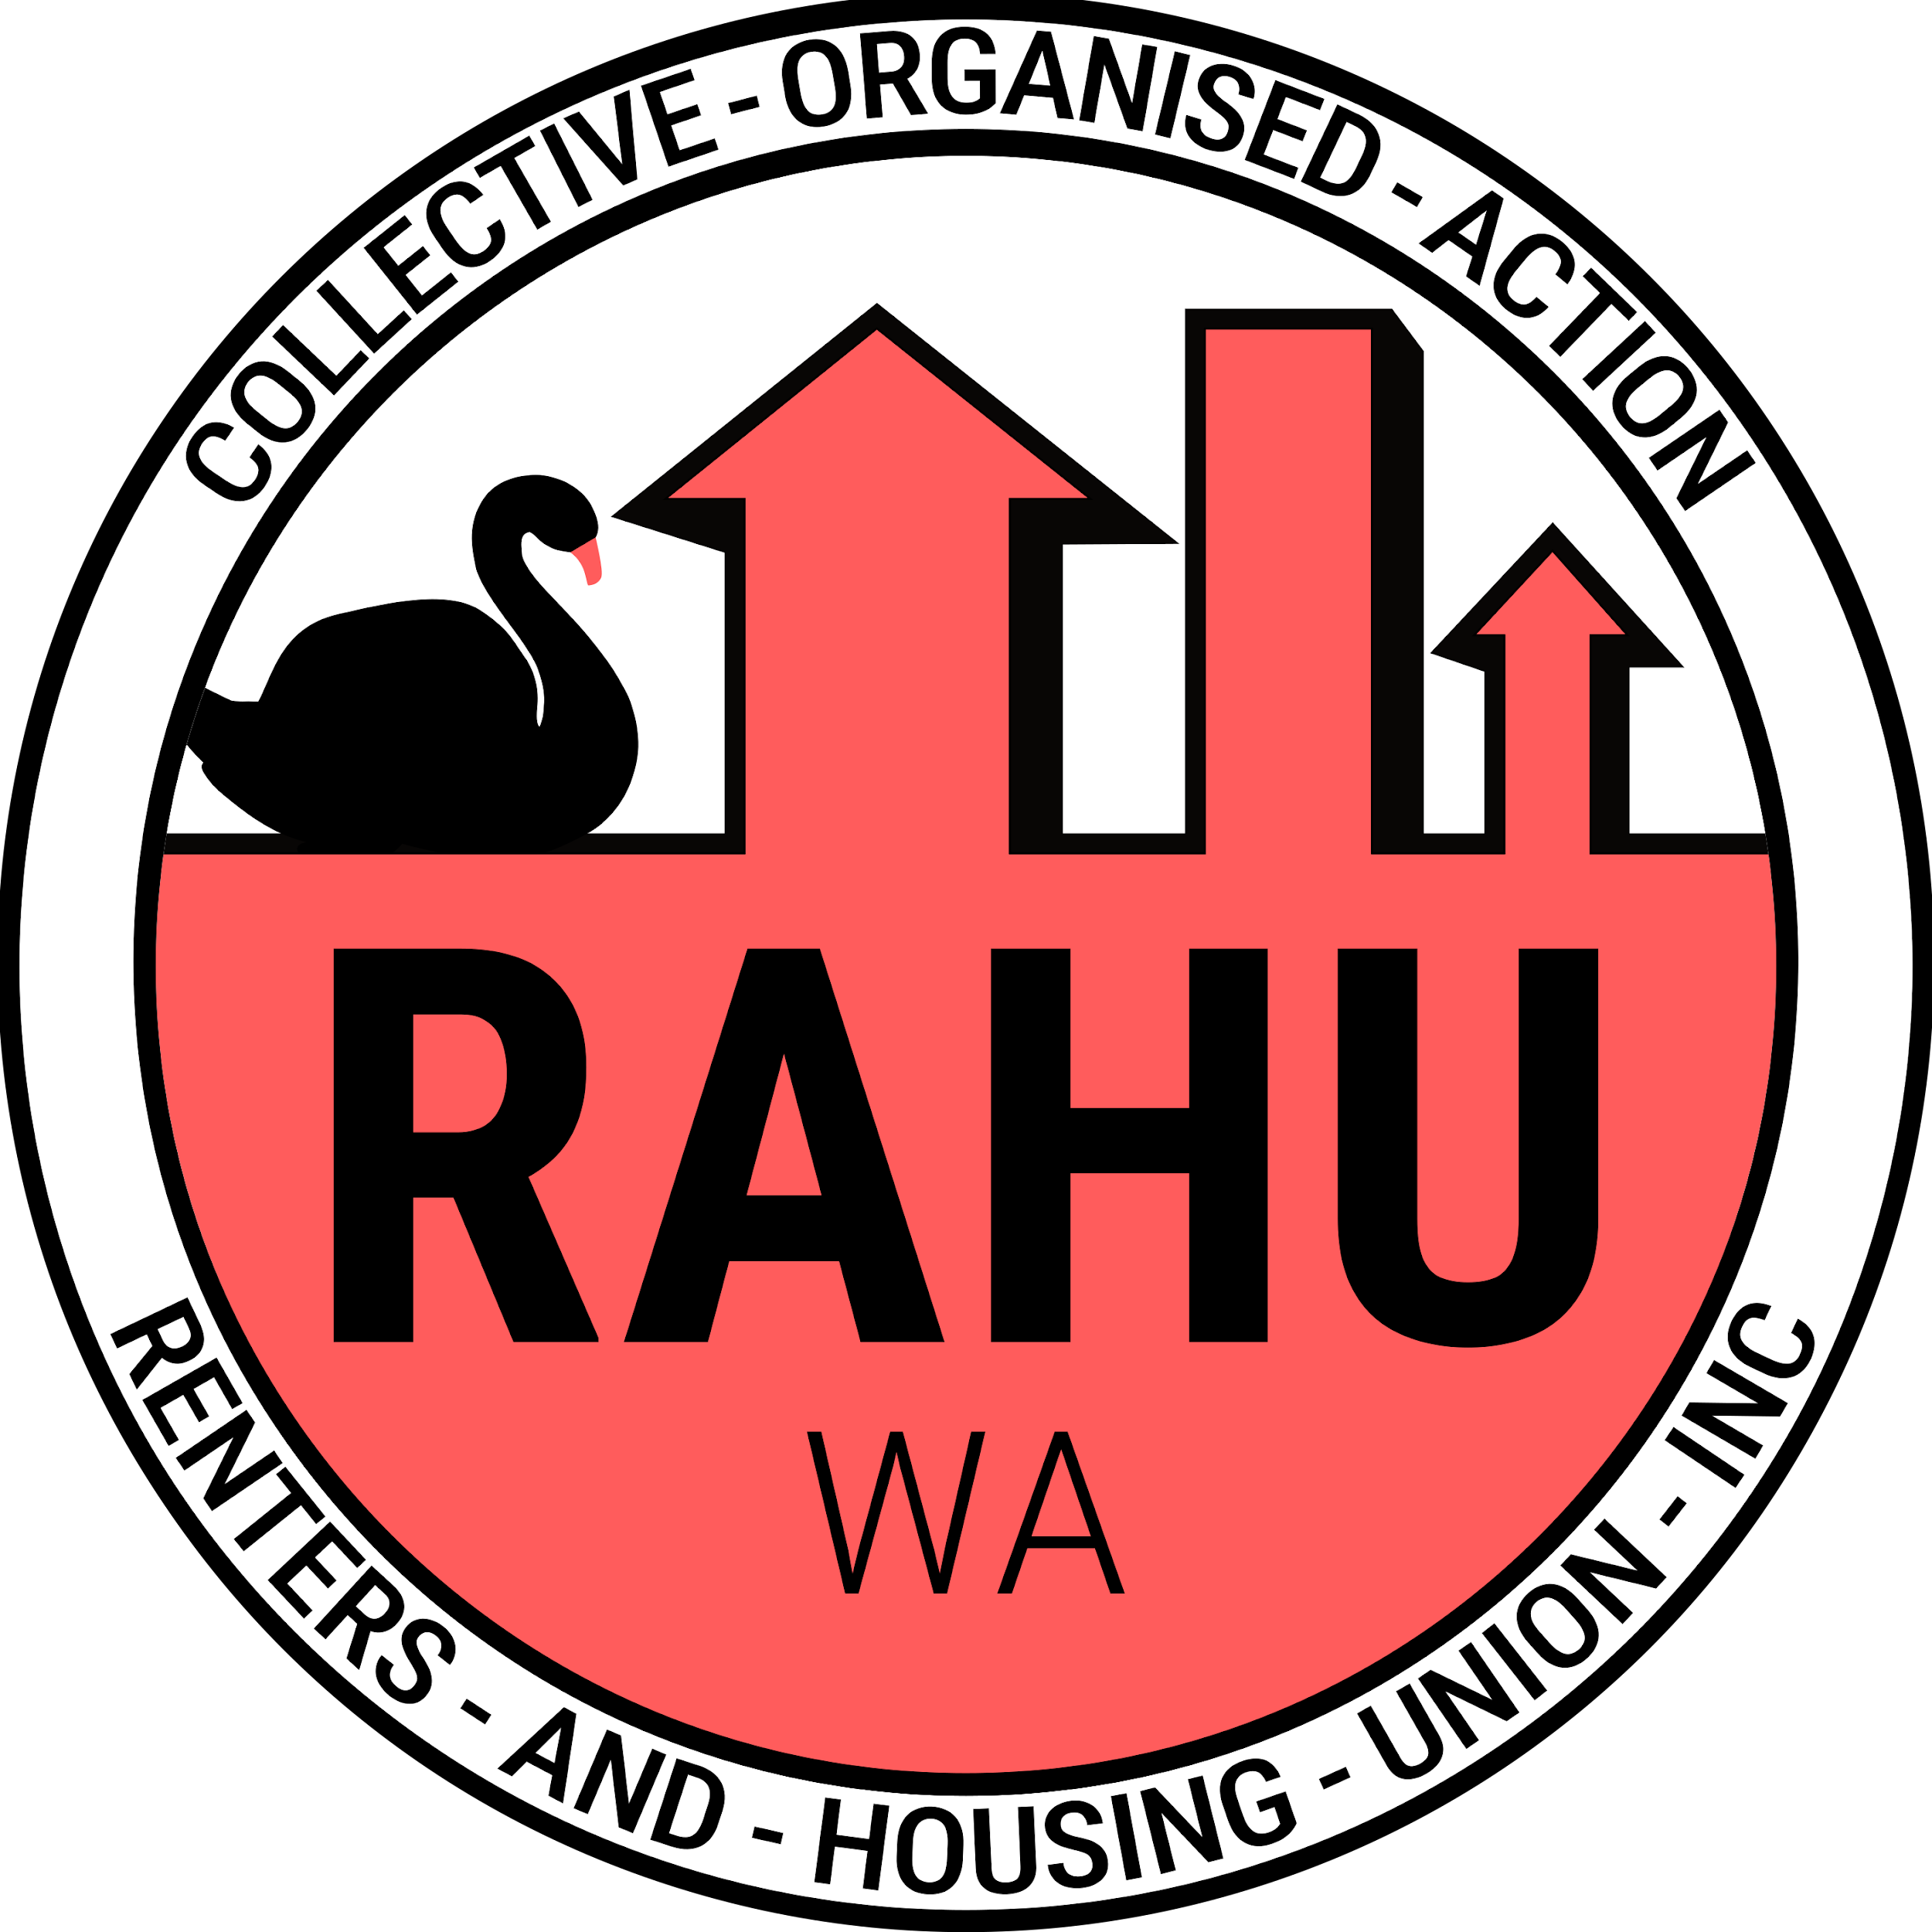 COLLECTIVE - ORGANISED - ACTION
RAHU
WA
RENTERS - AND - HOUSING - UNION - INC